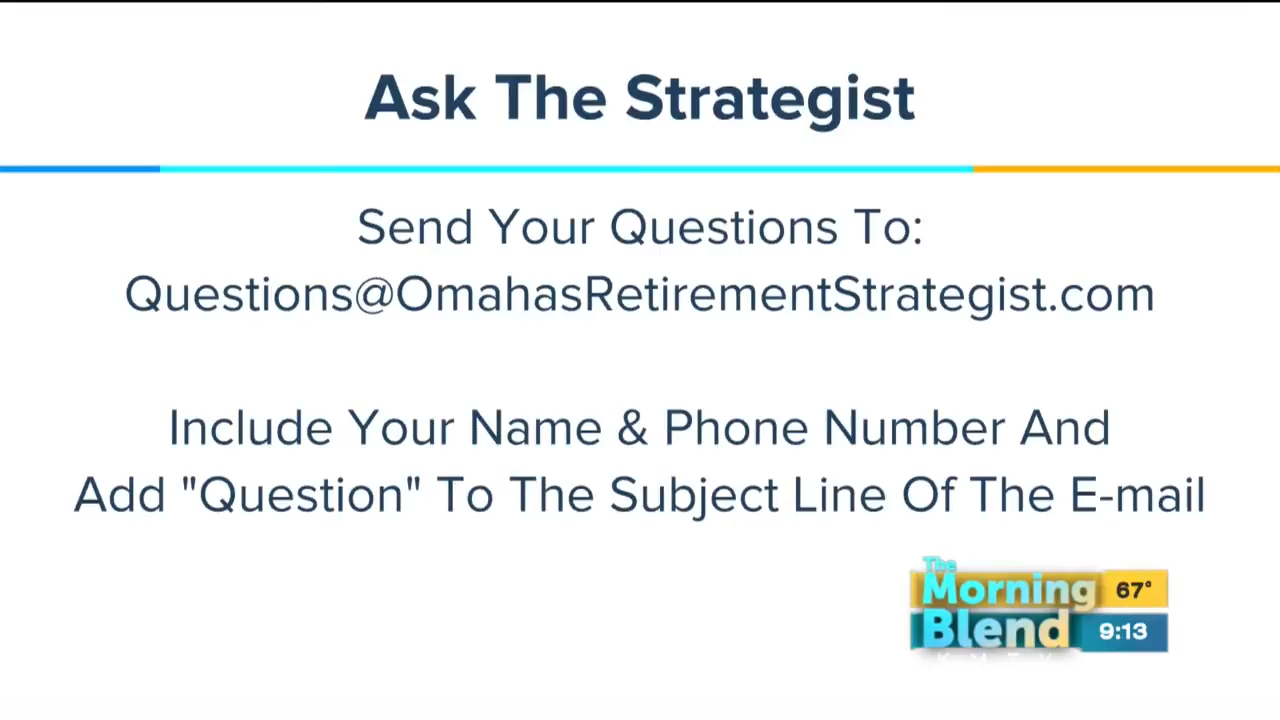 Ask The Strategist
Send Your Questions To:
Questions@OmahasRetirementStrategist.com
Include Your Name & Phone Number And
Add "Question" To The Subject Line Of The E-mail
The
Morning
67°
Blend
9:13